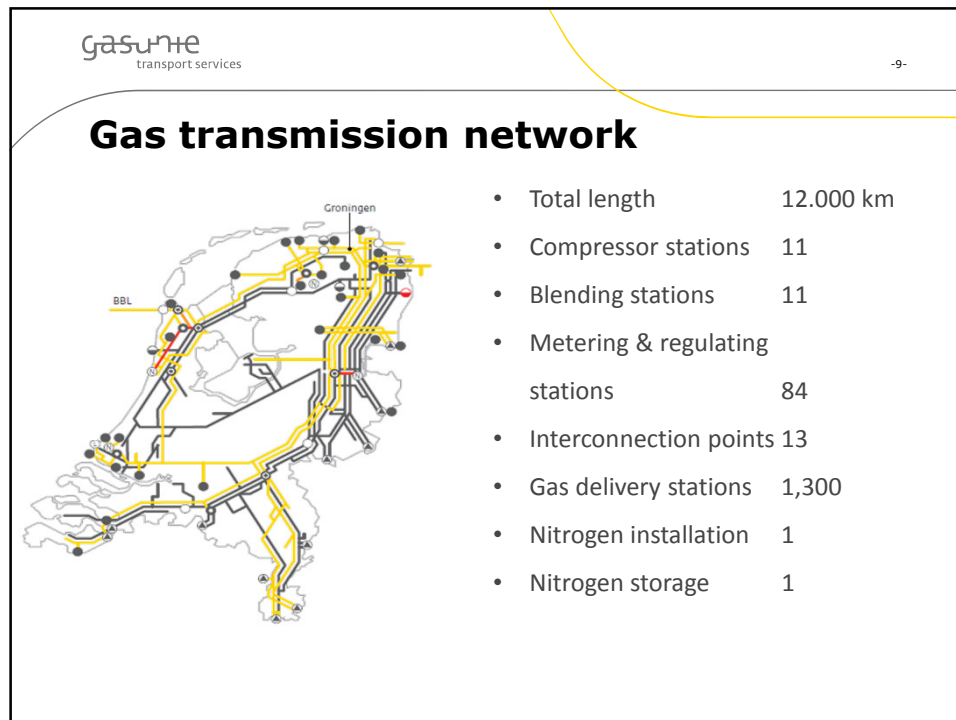 gasunie
transport services
-9-
Gas transmission network
Groningen
BBL
• Total length 12.000 km
• Compressor stations 11
• Blending stations 11
• Metering & regulating
stations 84
• Interconnection points 13
• Gas delivery stations 1,300
• Nitrogen installation 1
• Nitrogen storage 1